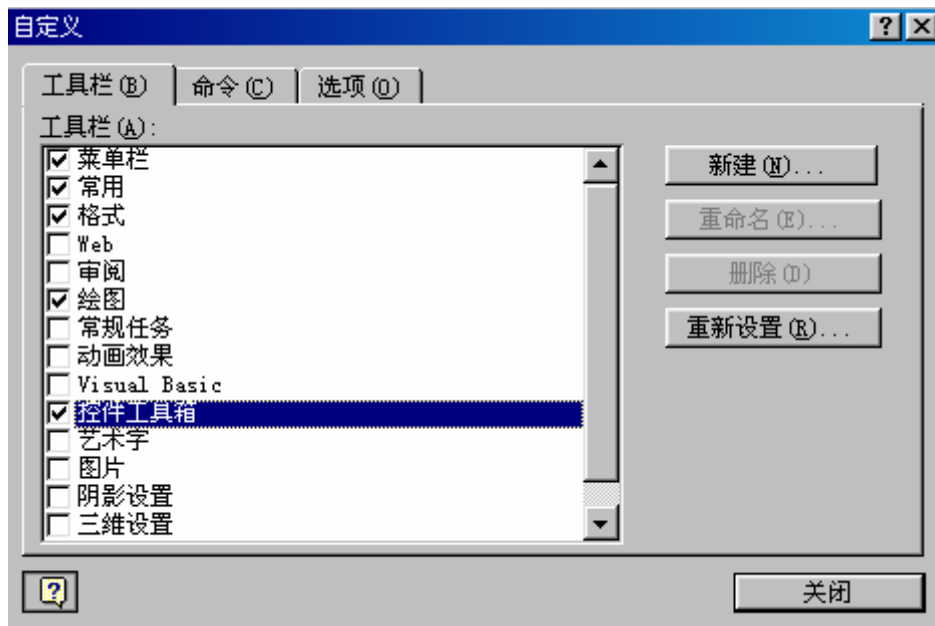 自定义
工具栏(B) 命令(C) 选项(O)
工具栏(A):
菜单栏
常用
格式
Web
审阅
绘图
常规任务
动画效果
Visual Basic
控件工具箱
艺术字
图片
阴影设置
三维设置
新建(N)...
重命名(E)...
删除(D)
重新设置(R)...
关闭